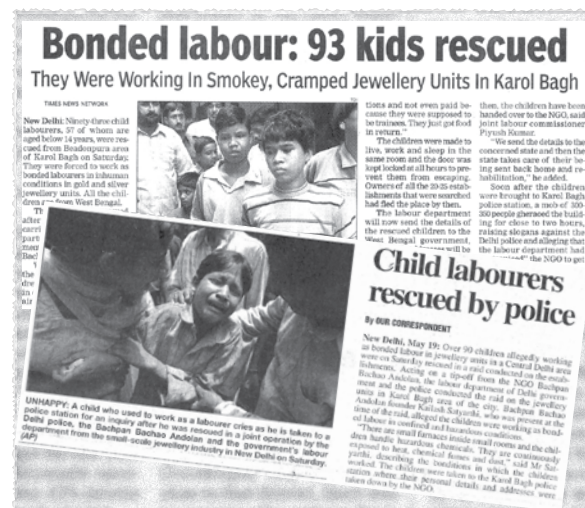 Bonded labour: 93 kids rescued
They Were Working In Smokey, Cramped Jewellery Units In Karol Bagh
TIMES NEWS NETWORK
New Delhi: Ninety-three child
labourers, 57 of whom are
aged below 14 years, were res-
cued from Beadonpura area
of Karol Bagh on Saturday.
They were forced to work as
bonded labourers in inhuman
conditions in gold and silver
jewellery units. All the chil-
dren are from West Bengal.
tions and not even paid be-
cause they were supposed to
be trainees. They just got food
in return."
The children were made to
live, work and sleep in the
same room and the door was
kept locked at all hours to pre-
vent them from escaping.
Owners of all the 20-25 estab-
lishments that were searched
had fled the place by then.
The labour department
will now send the details of
the rescued children to the
West Bengal government,
will be
then, the children have been
handed over to the NGO, said
joint labour commissioner
Piyush Kumar.
"We send the details to the
concerned state and then the
state takes care of their be-
ing sent back home and re-
habilitation," he added.
Soon after the children
were brought to Karol Bagh
police station, a mob of 300-
350 people gheraoed the build-
ing for close to two hours,
raising slogans against the
Delhi police and alleging that
the labour department had
the NGO to get
UNHAPPY: A child who used to work as a labourer cries as he is taken to a
police station for an inquiry after he was rescued in a joint operation by the
Delhi police, the Bachpan Bachao Andolan and the government's labour
department from the small-scale jewellery industry in New Delhi on Saturday.
(AP)
Child labourers
rescued by police
By OUR CORRESPONDENT
New Delhi, May 19: Over 90 children allegedly working
as bonded labour in jewellery units in a Central Delhi area
were on Saturday rescued in a raid conducted on the estab-
lishments. Acting on a tip-off from the NGO Bachpan
Bachao Andolan, the labour department of Delhi govern-
ment and the police conducted the raid on the jewellery
units in Karol Bagh area of the city. Bachpan Bachao
Andolan founder Kailash Satyarthi, who was present at the
time of the raid, alleged the children were working as bond-
ed labour in confined and hazardous conditions.
"There are small furnaces inside small rooms and the chil-
dren handle hazardous chemicals. They are continuously
exposed to heat, chemical fumes and dust," said Mr Sat-
yarthi, describing the conditions in which the children
worked. The children were taken to the Karol Bagh police
station where their personal details and addresses were
taken down by the NGO.